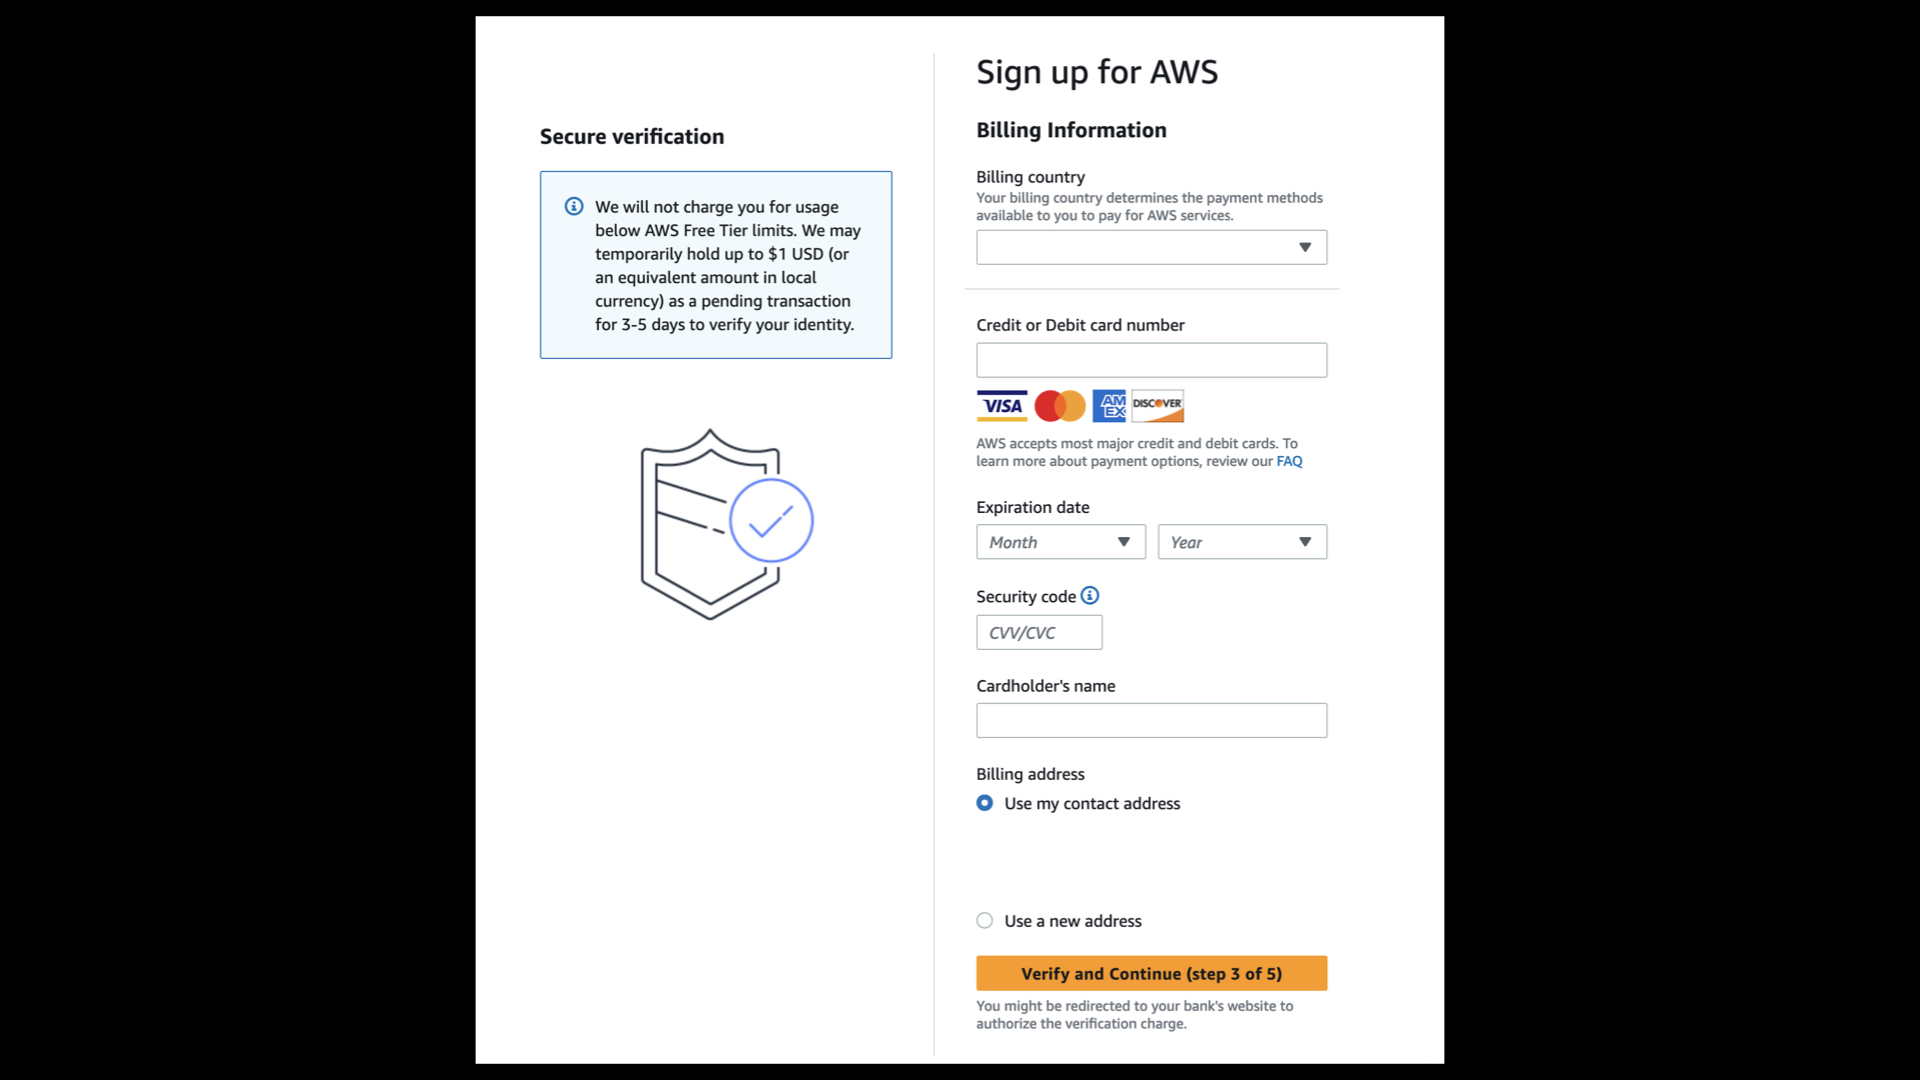 Secure verification
We will not charge you for usage
below AWS Free Tier limits. We may
temporarily hold up to $1 USD (or
an equivalent amount in local
currency) as a pending transaction
for 3-5 days to verify your identity.
Sign up for AWS
Billing Information
Billing country
Your billing country determines the payment methods
available to you to pay for AWS services.
Credit or Debit card number
VISA AM EX DISCOVER
AWS accepts most major credit and debit cards. To
learn more about payment options, review our FAQ
Expiration date
Month Year
Security code
CVV/CVC
Cardholder's name
Billing address
Use my contact address
Use a new address
Verify and Continue (step 3 of 5)
You might be redirected to your bank's website to
authorize the verification charge.